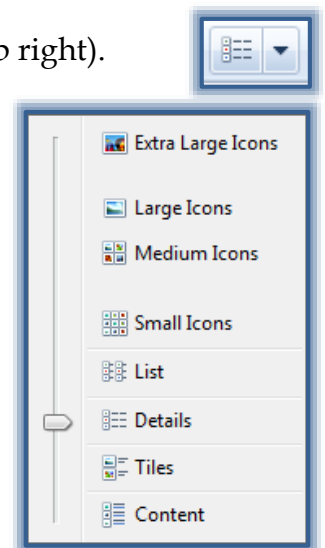 right).
Extra Large Icons
Large Icons
Medium Icons
Small Icons
List
Details
Tiles
Content